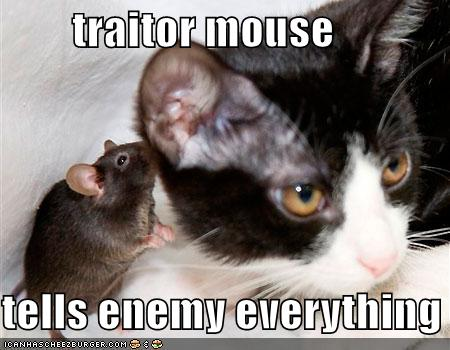 traitor mouse
tells enemy everything
ICANHASCHEEZBURGER.COM